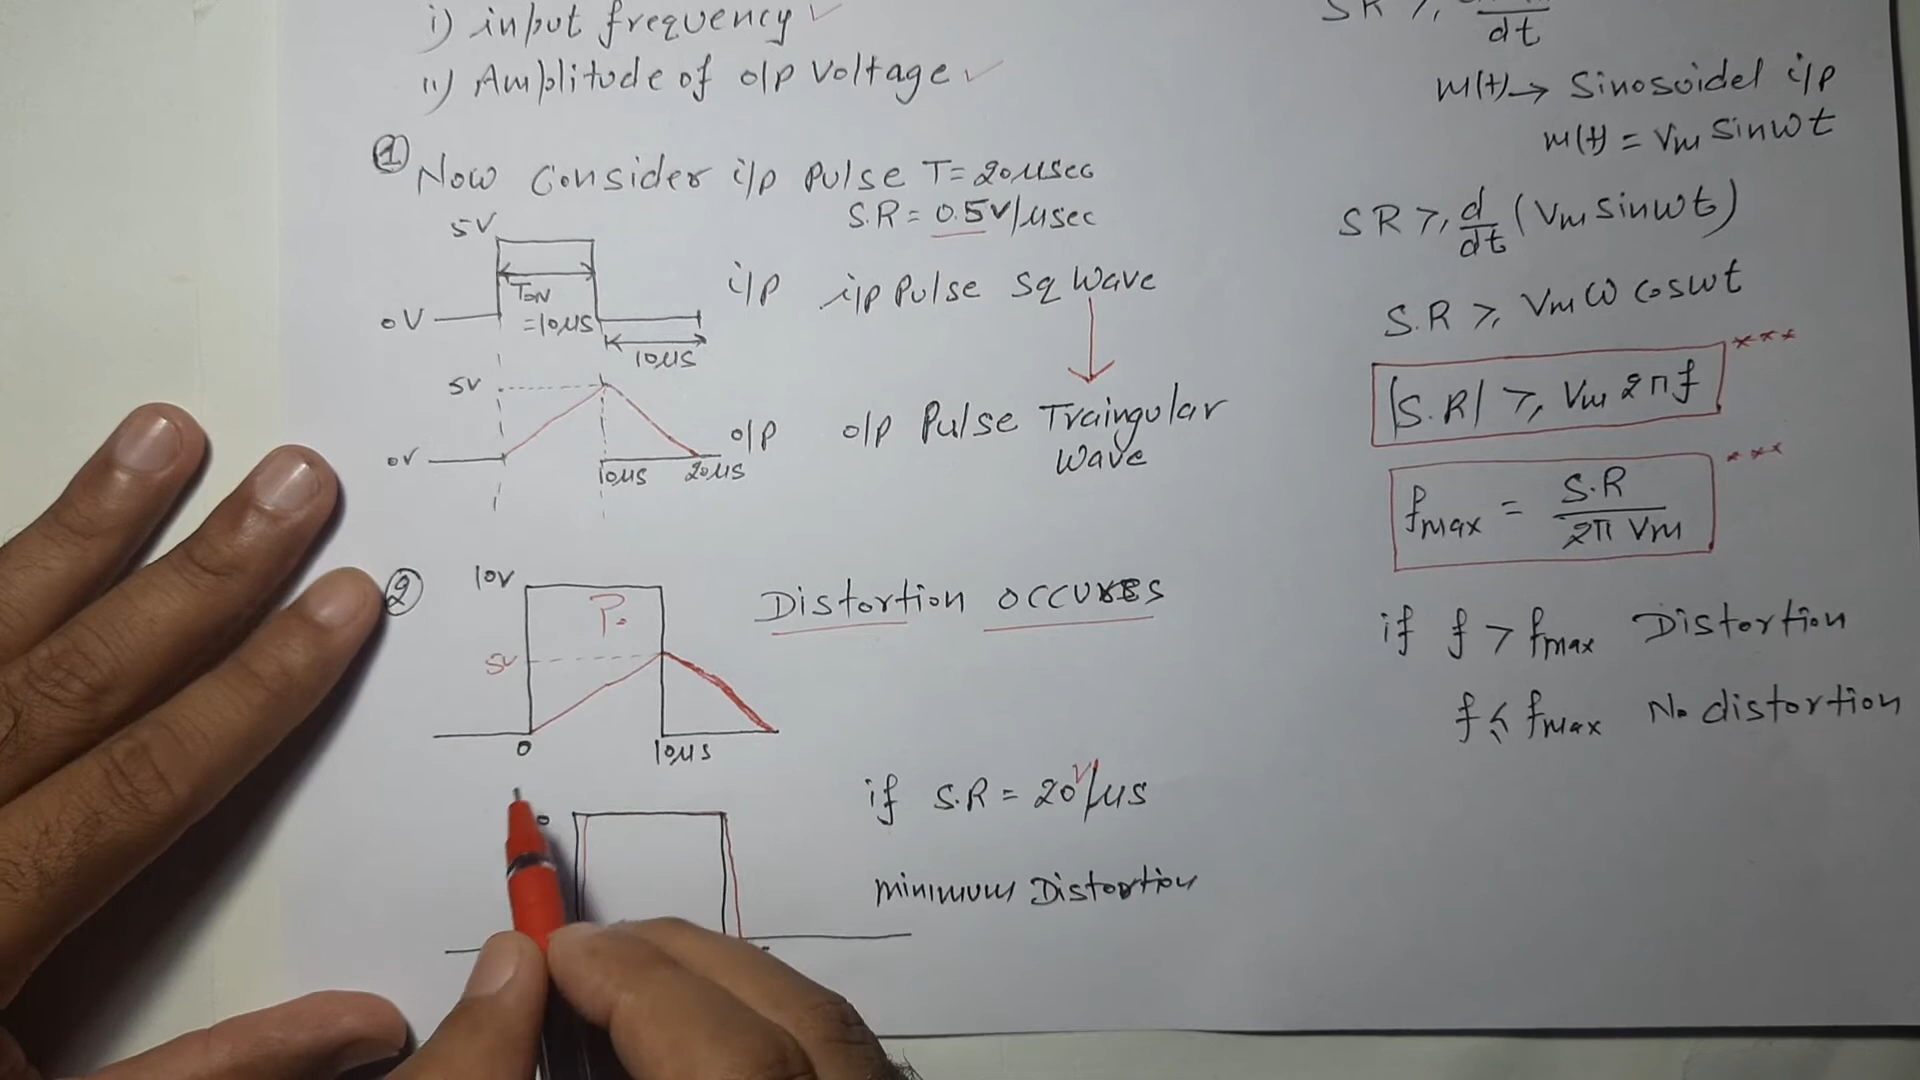 i) input frequency ✓
ii) Amplitude of o/p voltage ✓
① Now Consider i/p Pulse T = 20μsec
S.R = 0.5V/μsec
5V
TON
=10μs
0V
10μs
i/p i/p Pulse Sq Wave
5V
0V
10μs 20μs
o/p o/p Pulse Traingular
Wave
②
10V
5V
0
10μs
Distortion occures
if S.R = 20V/μs
minimum Distortion
SR ≥
dt
m(t) → Sinosoidel i/p
m(t) = Vm Sinωt
SR ≥ d/dt (Vm sinωt)
S.R ≥ Vm ω cosωt
|S.R| ≥ Vm 2πf ***
fmax = S.R / 2π Vm ***
if f > fmax Distortion
f ≤ fmax No distortion